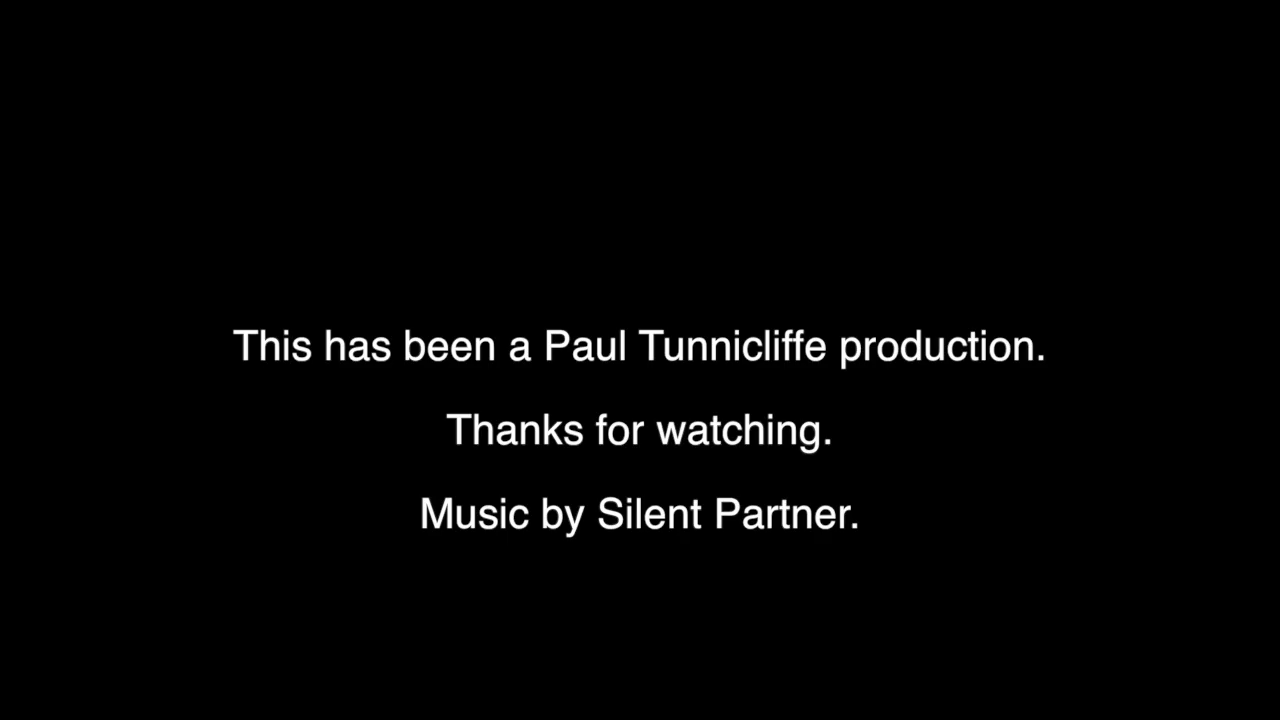 This has been a Paul Tunnicliffe production.
Thanks for watching.
Music by Silent Partner.